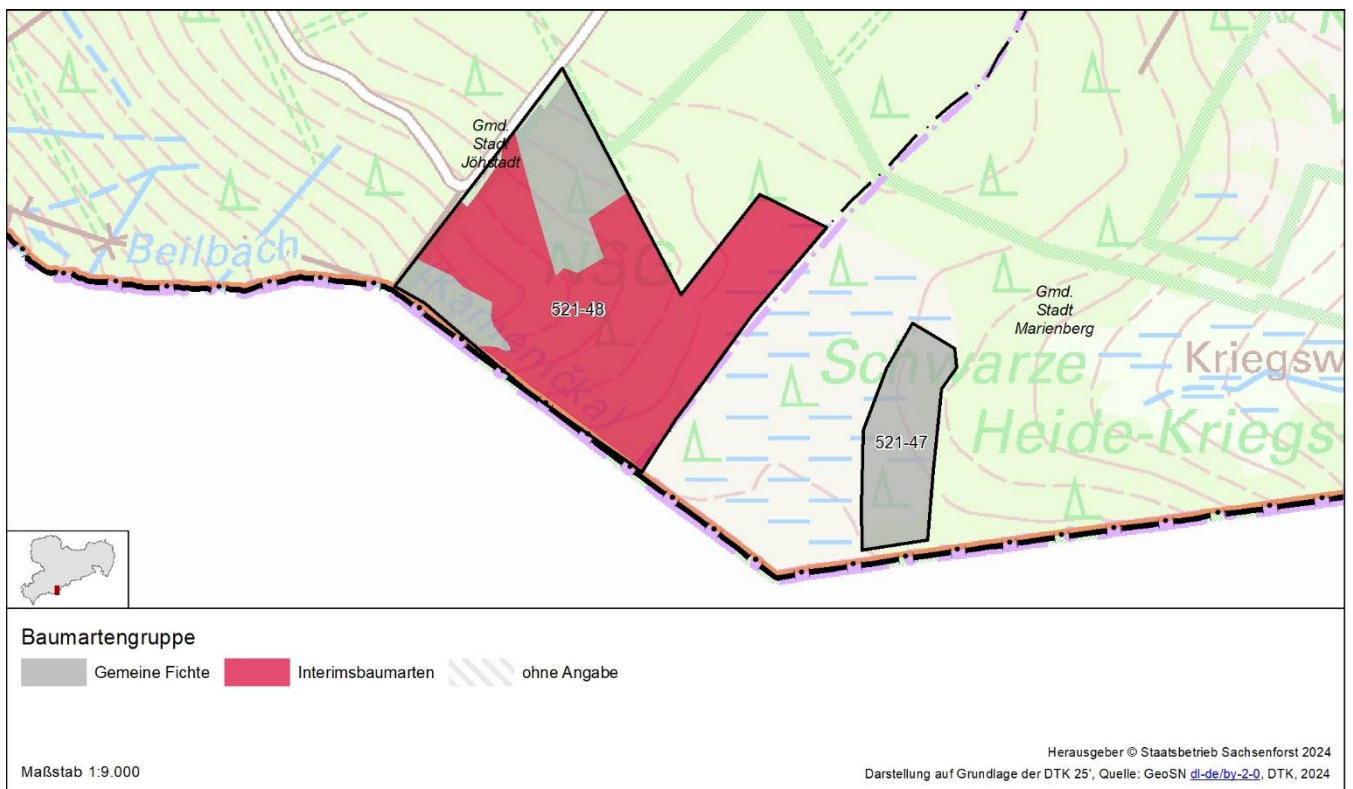 Gmd.
Stadt
Jöhstadt
Beilbach
(Kamenička)
NSG
521-48
Gmd.
Stadt
Marienberg
Schwarze
Heide-Kriegs
Kriegsw
521-47
Baumartengruppe
Gemeine Fichte
Interimsbaumarten
ohne Angabe
Maßstab 1:9.000
Herausgeber © Staatsbetrieb Sachsenforst 2024
Darstellung auf Grundlage der DTK 25', Quelle: GeoSN dl-de/by-2-0, DTK, 2024